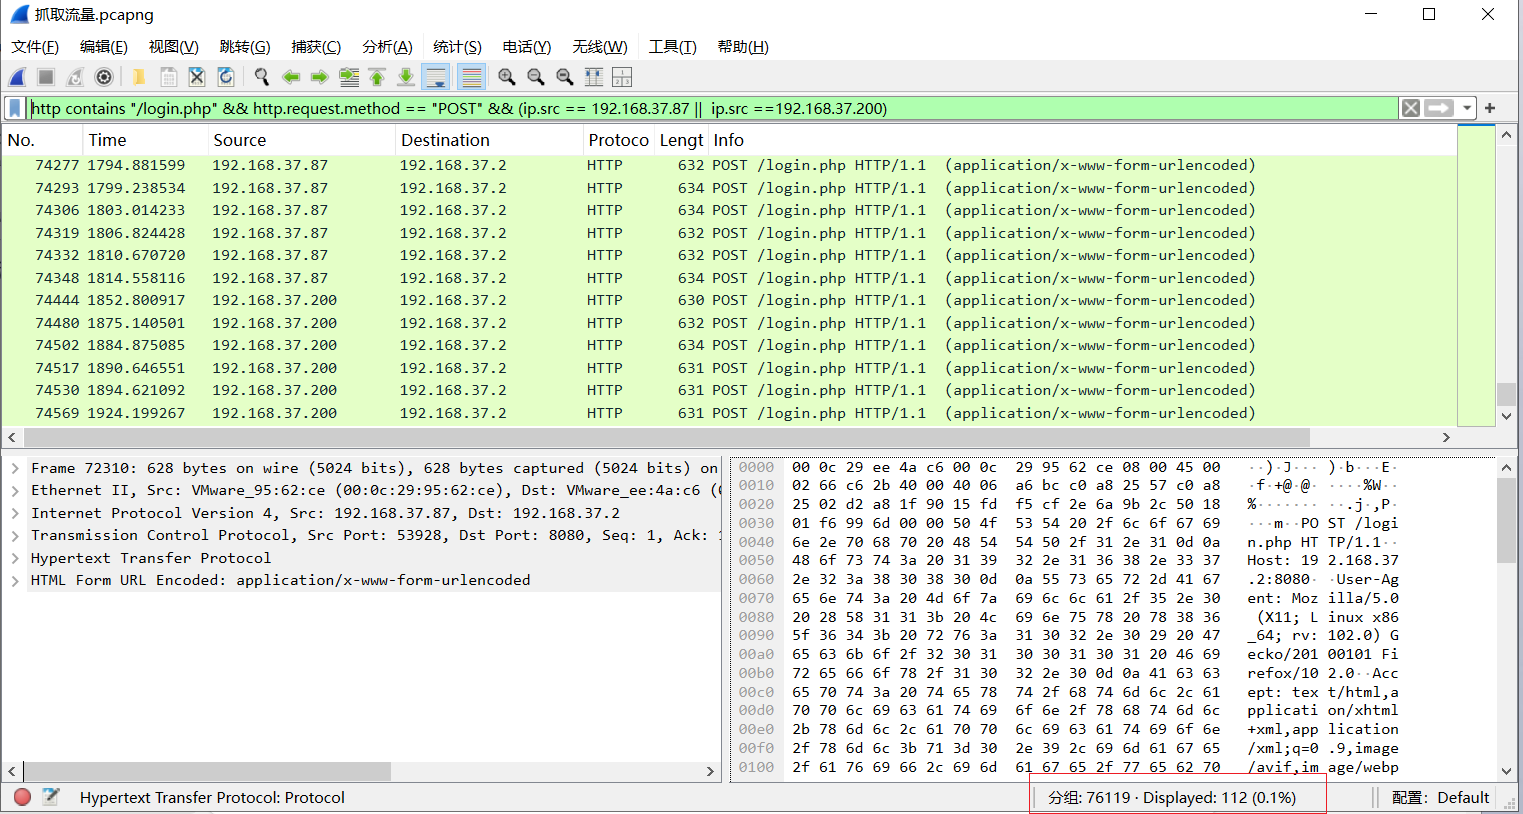 抓取流量.pcapng
文件(F) 编辑(E) 视图(V) 跳转(G) 捕获(C) 分析(A) 统计(S) 电话(Y) 无线(W) 工具(T) 帮助(H)
http contains "/login.php" && http.request.method == "POST" && (ip.src == 192.168.37.87 || ip.src ==192.168.37.200)
No. Time Source Destination Protoco Lengt Info
74277 1794.881599 192.168.37.87 192.168.37.2 HTTP 632 POST /login.php HTTP/1.1 (application/x-www-form-urlencoded)
74293 1799.238534 192.168.37.87 192.168.37.2 HTTP 634 POST /login.php HTTP/1.1 (application/x-www-form-urlencoded)
74306 1803.014233 192.168.37.87 192.168.37.2 HTTP 634 POST /login.php HTTP/1.1 (application/x-www-form-urlencoded)
74319 1806.824428 192.168.37.87 192.168.37.2 HTTP 632 POST /login.php HTTP/1.1 (application/x-www-form-urlencoded)
74332 1810.670720 192.168.37.87 192.168.37.2 HTTP 632 POST /login.php HTTP/1.1 (application/x-www-form-urlencoded)
74348 1814.558116 192.168.37.87 192.168.37.2 HTTP 634 POST /login.php HTTP/1.1 (application/x-www-form-urlencoded)
74444 1852.800917 192.168.37.200 192.168.37.2 HTTP 630 POST /login.php HTTP/1.1 (application/x-www-form-urlencoded)
74480 1875.140501 192.168.37.200 192.168.37.2 HTTP 632 POST /login.php HTTP/1.1 (application/x-www-form-urlencoded)
74502 1884.875085 192.168.37.200 192.168.37.2 HTTP 634 POST /login.php HTTP/1.1 (application/x-www-form-urlencoded)
74517 1890.646551 192.168.37.200 192.168.37.2 HTTP 631 POST /login.php HTTP/1.1 (application/x-www-form-urlencoded)
74530 1894.621092 192.168.37.200 192.168.37.2 HTTP 631 POST /login.php HTTP/1.1 (application/x-www-form-urlencoded)
74569 1924.199267 192.168.37.200 192.168.37.2 HTTP 631 POST /login.php HTTP/1.1 (application/x-www-form-urlencoded)
Frame 72310: 628 bytes on wire (5024 bits), 628 bytes captured (5024 bits) on
Ethernet II, Src: VMware_95:62:ce (00:0c:29:95:62:ce), Dst: VMware_ee:4a:c6 (
Internet Protocol Version 4, Src: 192.168.37.87, Dst: 192.168.37.2
Transmission Control Protocol, Src Port: 53928, Dst Port: 8080, Seq: 1, Ack:
Hypertext Transfer Protocol
HTML Form URL Encoded: application/x-www-form-urlencoded
0000 00 0c 29 ee 4a c6 00 0c 29 95 62 ce 08 00 45 00 ··)·J··· )·b···E·
0010 02 66 c6 2b 40 00 40 06 a6 bc c0 a8 25 57 c0 a8 ·f·+@·@· ····%W··
0020 25 02 d2 a8 1f 90 15 fd f5 cf 2e 6a 9b 2c 50 18 %······· ··.j·,P·
0030 01 f6 99 6d 00 00 50 4f 53 54 20 2f 6c 6f 67 69 ···m··PO ST /logi
0040 6e 2e 70 68 70 20 48 54 54 50 2f 31 2e 31 0d 0a n.php HT TP/1.1··
0050 48 6f 73 74 3a 20 31 39 32 2e 31 36 38 2e 33 37 Host: 19 2.168.37
0060 2e 32 3a 38 30 38 30 0d 0a 55 73 65 72 2d 41 67 .2:8080· ·User-Ag
0070 65 6e 74 3a 20 4d 6f 7a 69 6c 6c 61 2f 35 2e 30 ent: Moz illa/5.0
0080 20 28 58 31 31 3b 20 4c 69 6e 75 78 20 78 38 36 (X11; L inux x86
0090 5f 36 34 3b 20 72 76 3a 31 30 32 2e 30 29 20 47 _64; rv: 102.0) G
00a0 65 63 6b 6f 2f 32 30 31 30 30 31 30 31 20 46 69 ecko/201 00101 Fi
00b0 72 65 66 6f 78 2f 31 30 32 2e 30 0d 0a 41 63 63 refox/10 2.0··Acc
00c0 65 70 74 3a 20 74 65 78 74 2f 68 74 6d 6c 2c 61 ept: tex t/html,a
00d0 70 70 6c 69 63 61 74 69 6f 6e 2f 78 68 74 6d 6c pplicati on/xhtml
00e0 2b 78 6d 6c 2c 61 70 70 6c 69 63 61 74 69 6f 6e +xml,app lication
00f0 2f 78 6d 6c 3b 71 3d 30 2e 39 2c 69 6d 61 67 65 /xml;q=0 .9,image
0100 2f 61 76 69 66 2c 69 6d 61 67 65 2f 77 65 62 70 /avif,im age/webp
Hypertext Transfer Protocol: Protocol 分组: 76119 · Displayed: 112 (0.1%) 配置: Default